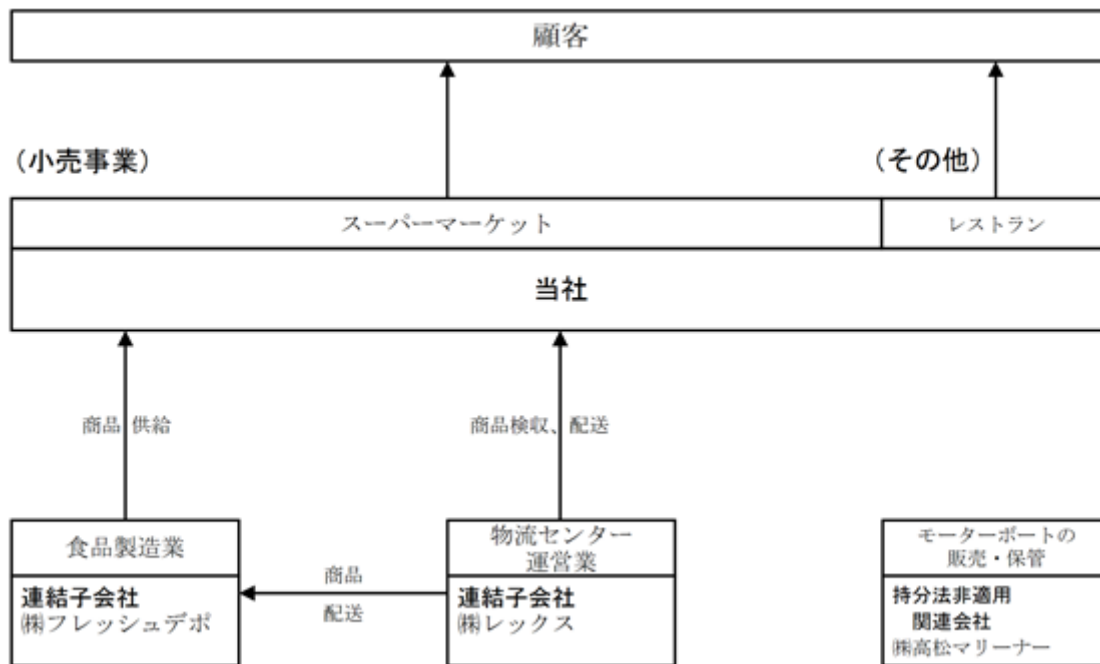 顧客
（小売事業）
（その他）
スーパーマーケット
レストラン
当社
商品 供給
商品検収、配送
食品製造業
連結子会社
㈱フレッシュデポ
商品
配送
物流センター
運営業
連結子会社
㈱レックス
モーターボートの
販売・保管
持分法非適用
関連会社
㈱高松マリーナー